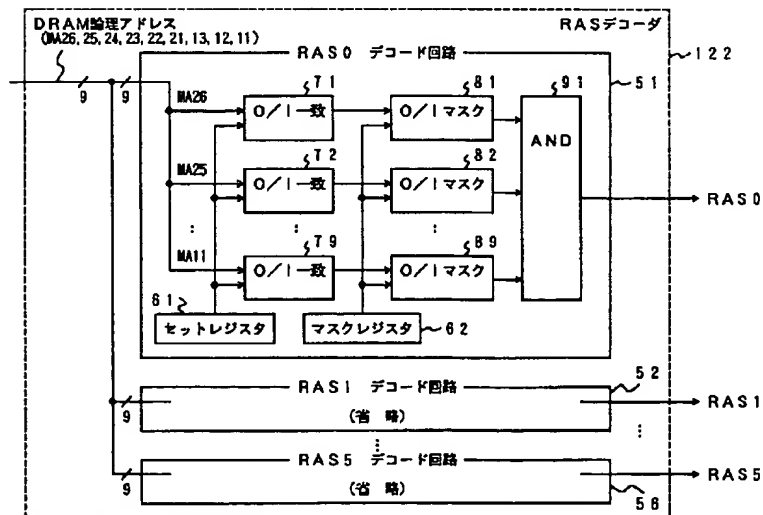 DRAM論理アドレス
(MA26,25,24,23,22,21,13,12,11)
RASデコーダ
122
RAS0 デコード回路
51
9
9
MA26
71
0/1一致
81
0/1マスク
91
AND
MA25
72
0/1一致
82
0/1マスク
RAS0
MA11
79
0/1一致
89
0/1マスク
61
セットレジスタ
マスクレジスタ
62
RAS1 デコード回路
52
9
(省略)
RAS1
RAS5 デコード回路
9
(省略)
56
RAS5